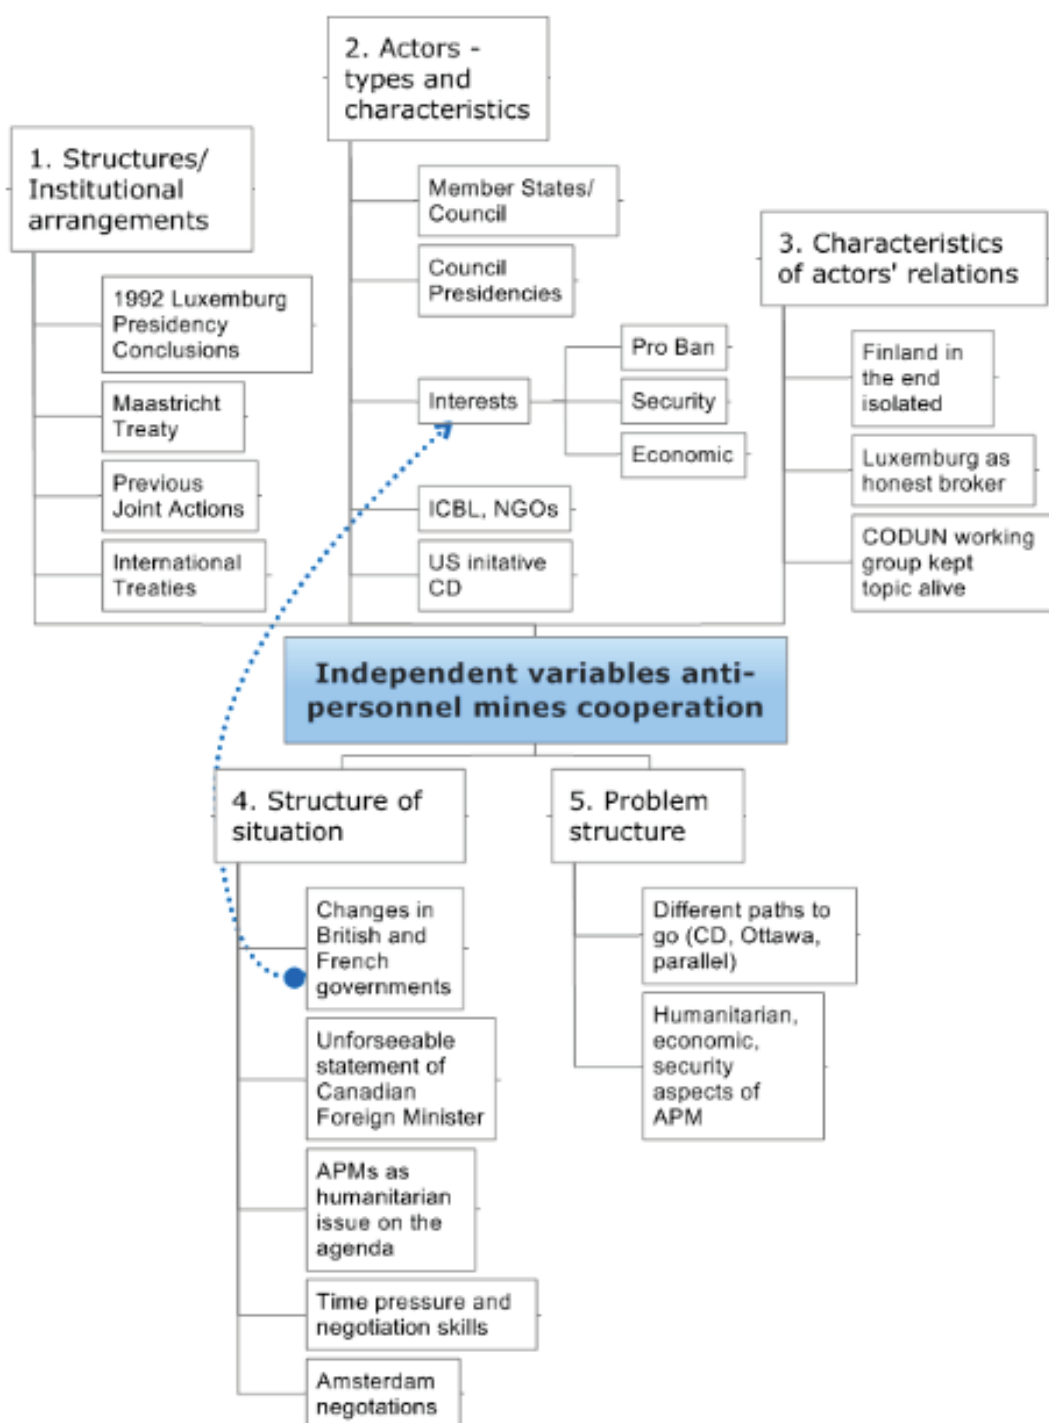 2. Actors -
types and
characteristics
1. Structures/
Institutional
arrangements
Member States/
Council
3. Characteristics
of actors' relations
Council
Presidencies
1992 Luxemburg
Presidency
Conclusions
Pro Ban
Finland in
the end
isolated
Maastricht
Treaty
Interests
Security
Economic
Luxemburg as
honest broker
Previous
Joint Actions
ICBL, NGOs
CODUN working
group kept
topic alive
International
Treaties
US initative
CD
Independent variables anti-
personnel mines cooperation
4. Structure of
situation
5. Problem
structure
Changes in
British and
French
governments
Different paths to
go (CD, Ottawa,
parallel)
Unforseeable
statement of
Canadian
Foreign Minister
Humanitarian,
economic,
security
aspects of
APM
APMs as
humanitarian
issue on the
agenda
Time pressure and
negotiation skills
Amsterdam
negotations